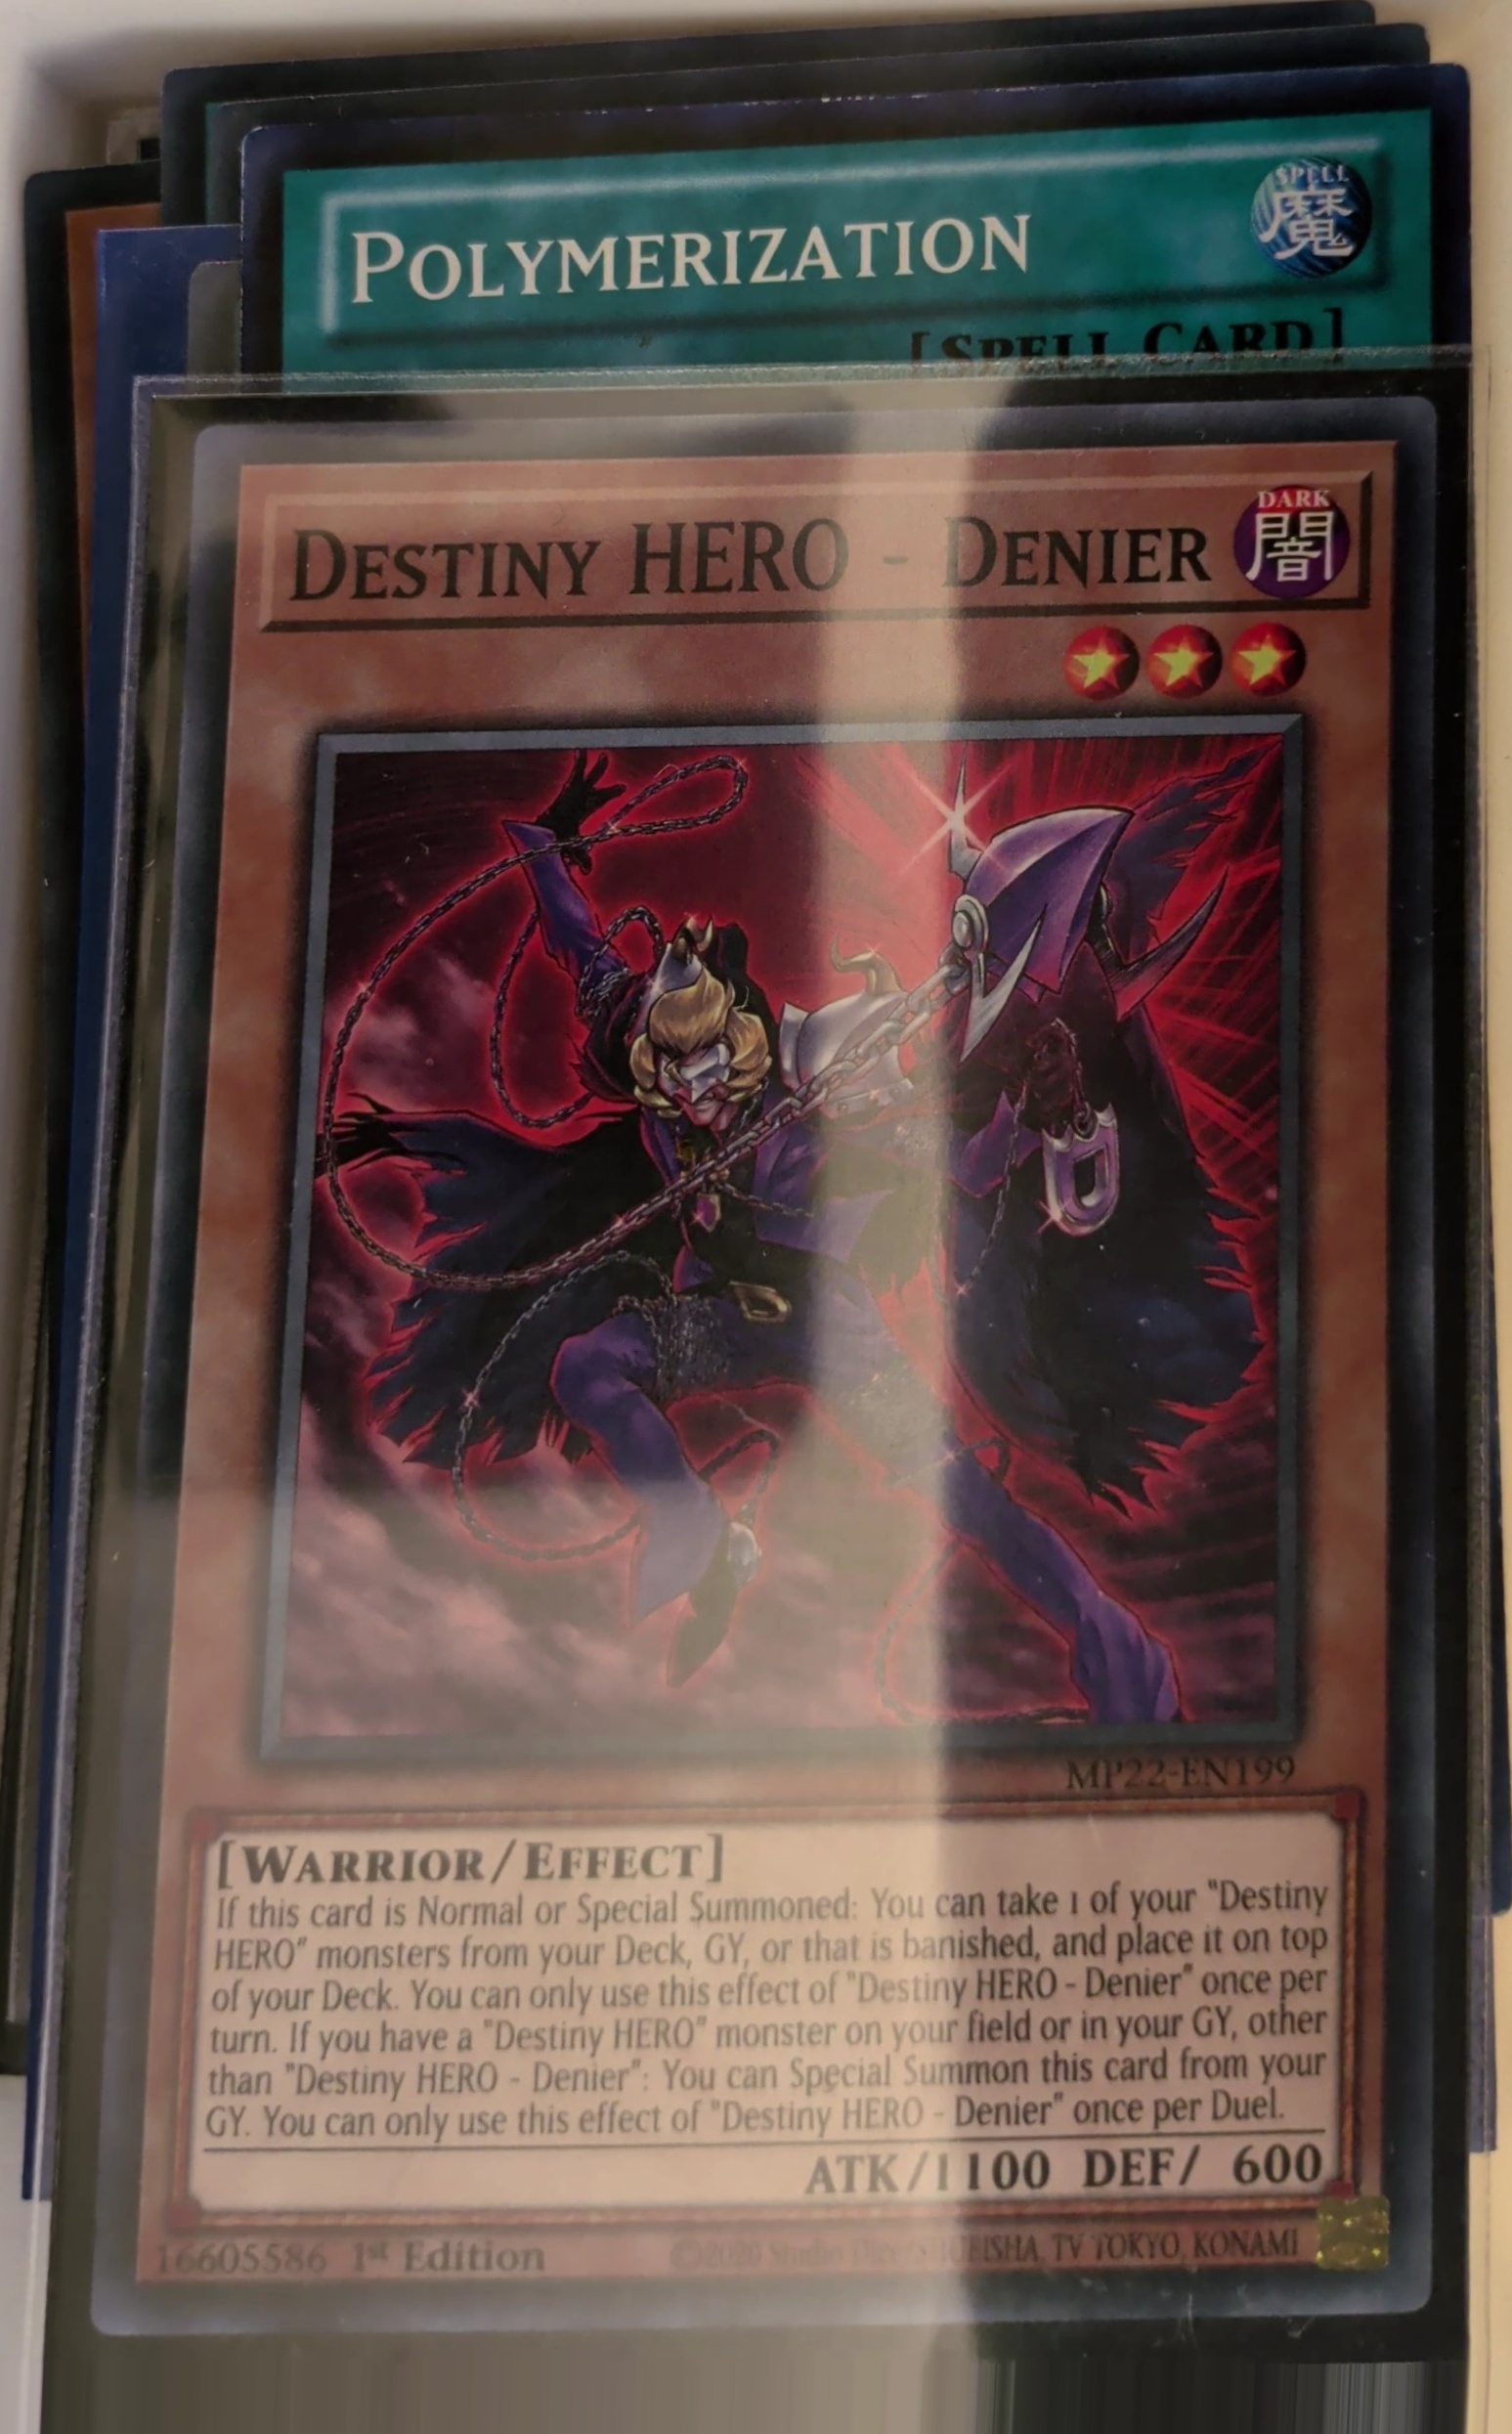 SPELL
魔
POLYMERIZATION
[SPELL CARD]
DESTINY HERO - DENIER
DARK
闇
MP22-EN199
[WARRIOR/EFFECT]
If this card is Normal or Special Summoned: You can take 1 of your "Destiny
HERO" monsters from your Deck, GY, or that is banished, and place it on top
of your Deck. You can only use this effect of "Destiny HERO - Denier" once per
turn. If you have a "Destiny HERO" monster on your field or in your GY, other
than "Destiny HERO - Denier": You can Special Summon this card from your
GY. You can only use this effect of "Destiny HERO - Denier" once per Duel.
ATK/1100 DEF/ 600
16605586 1st Edition ©2020 Studio Dice/SHUEISHA, TV TOKYO, KONAMI